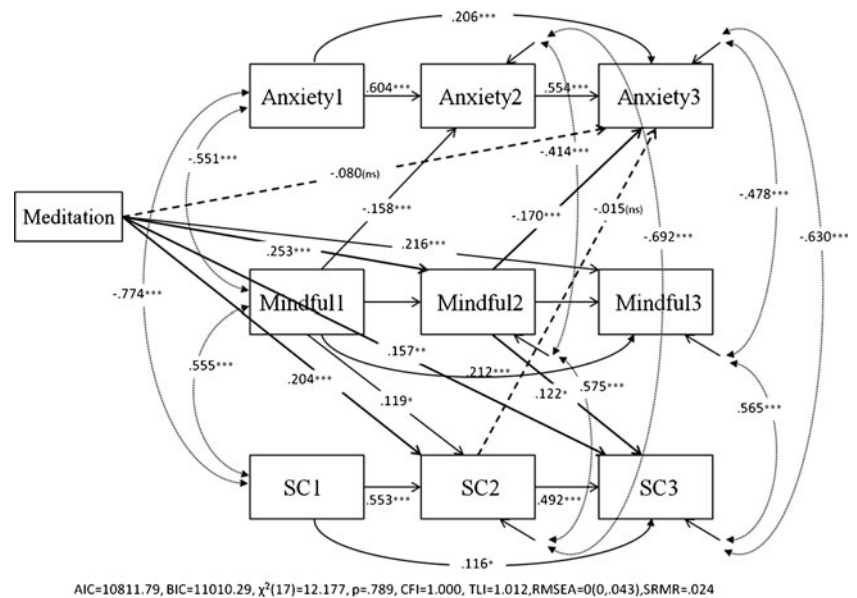 .206***
Anxiety1
.604***
Anxiety2
.554***
Anxiety3
-.551***
-.080(ns)
-.414***
-.478***
Meditation
-.158***
-.170***
-.015(ns)
.253***
.216***
-.692***
-.630***
-.774***
Mindful1
Mindful2
Mindful3
.555***
.157**
.204***
.212***
.575***
.119*
.122*
.565***
SC1
.553***
SC2
.492***
SC3
.116*
AIC=10811.79, BIC=11010.29, χ²(17)=12.177, p=.789, CFI=1.000, TLI=1.012,RMSEA=0(0,.043),SRMR=.024